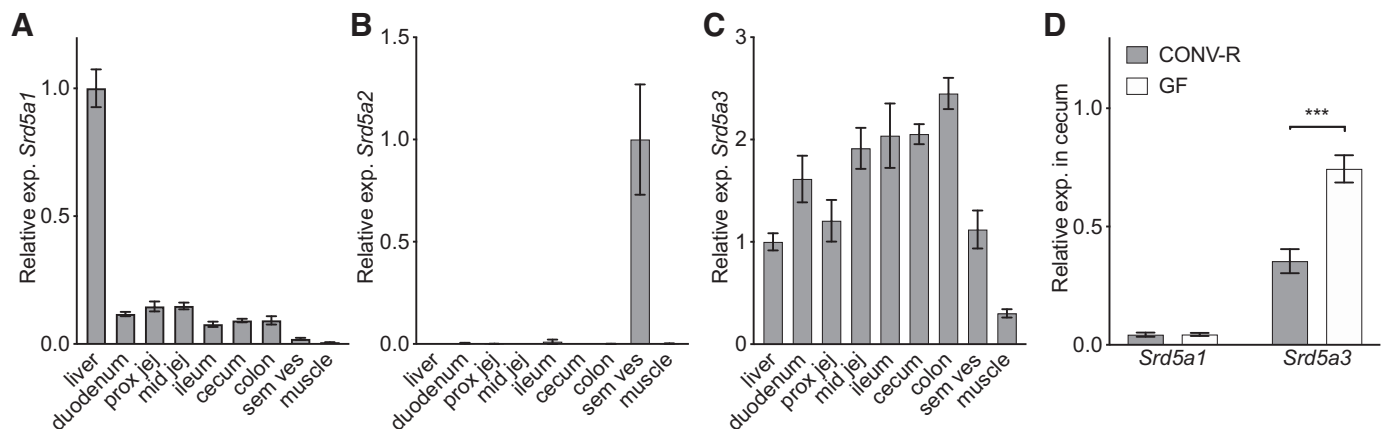 A
Relative exp. Srd5a1
1.0
0.5
0.0
liver
duodenum
prox jej
mid jej
ileum
cecum
colon
sem ves
muscle
B
Relative exp. Srd5a2
1.5
1.0
0.5
0.0
liver
duodenum
prox jej
mid jej
ileum
cecum
colon
sem ves
muscle
C
Relative exp. Srd5a3
3
2
1
0
liver
duodenum
prox jej
mid jej
ileum
cecum
colon
sem ves
muscle
D
Relative exp. in cecum
CONV-R
GF
1.0
0.5
0.0
***
Srd5a1
Srd5a3